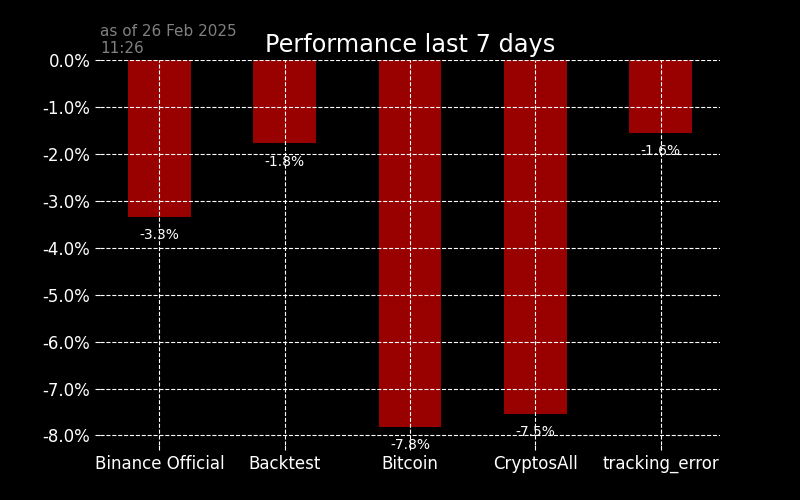 as of 26 Feb 2025
11:26
Performance last 7 days
0.0%
-1.0%
-2.0%
-3.0%
-4.0%
-5.0%
-6.0%
-7.0%
-8.0%
-3.3%
-1.8%
-7.8%
-7.5%
-1.6%
Binance Official
Backtest
Bitcoin
CryptosAll
tracking_error